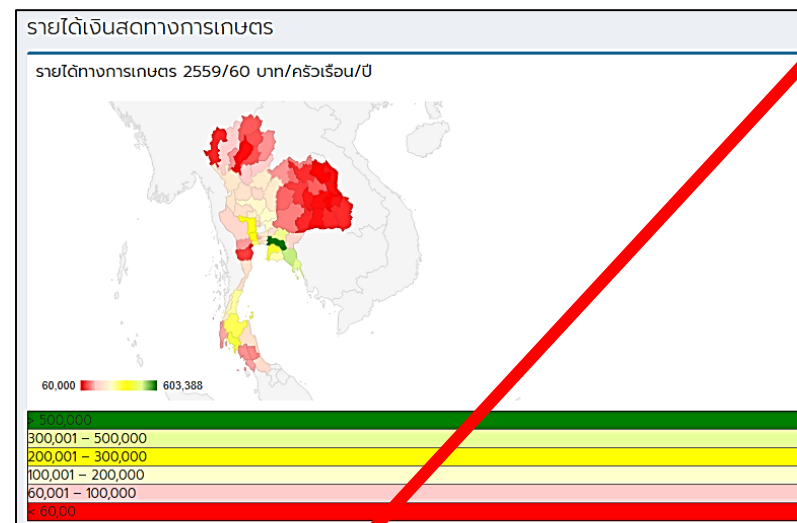 รายได้เงินสดทางการเกษตร
รายได้ทางการเกษตร 2559/60 บาท/ครัวเรือน/ปี
60,000 603,388
> 500,000
300,001 – 500,000
200,001 – 300,000
100,001 – 200,000
60,001 – 100,000
< 60,00